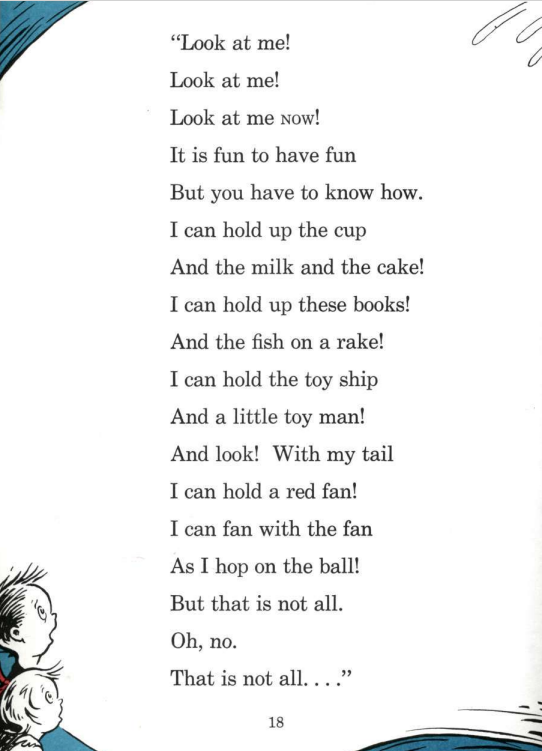 “Look at me!
Look at me!
Look at me NOW!
It is fun to have fun
But you have to know how.
I can hold up the cup
And the milk and the cake!
I can hold up these books!
And the fish on a rake!
I can hold the toy ship
And a little toy man!
And look!  With my tail
I can hold a red fan!
I can fan with the fan
As I hop on the ball!
But that is not all.
Oh, no.
That is not all. . . .”
18